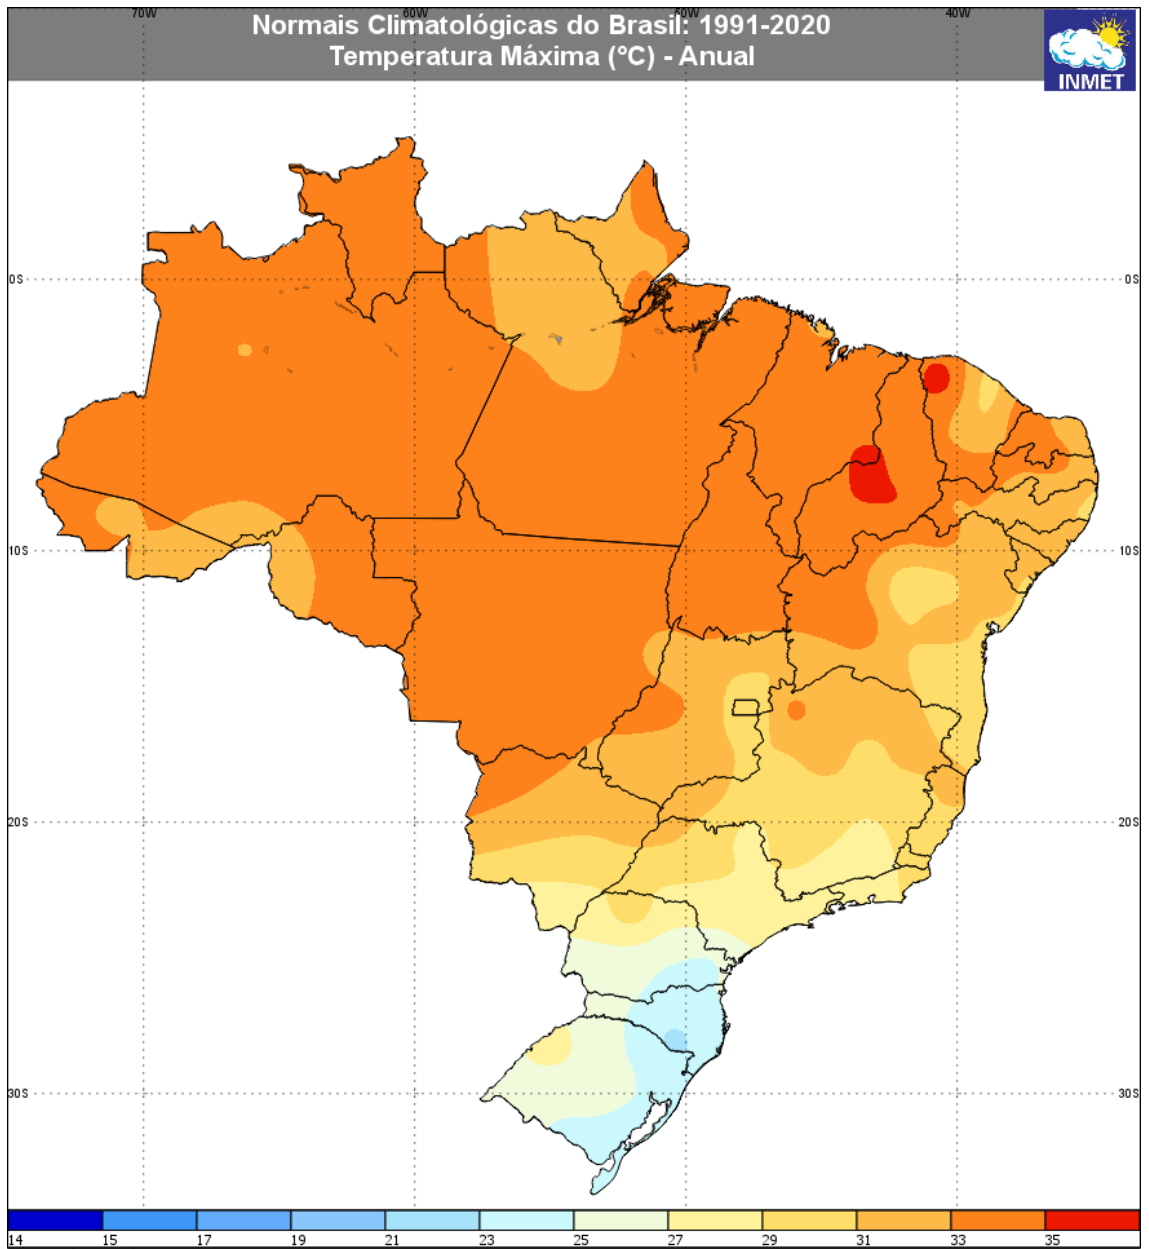 70W 60W 50W 40W
Normais Climatológicas do Brasil: 1991-2020
Temperatura Máxima (°C) - Anual
INMET
0S 0S
10S 10S
20S 20S
30S 30S
14 15 17 19 21 23 25 27 29 31 33 35